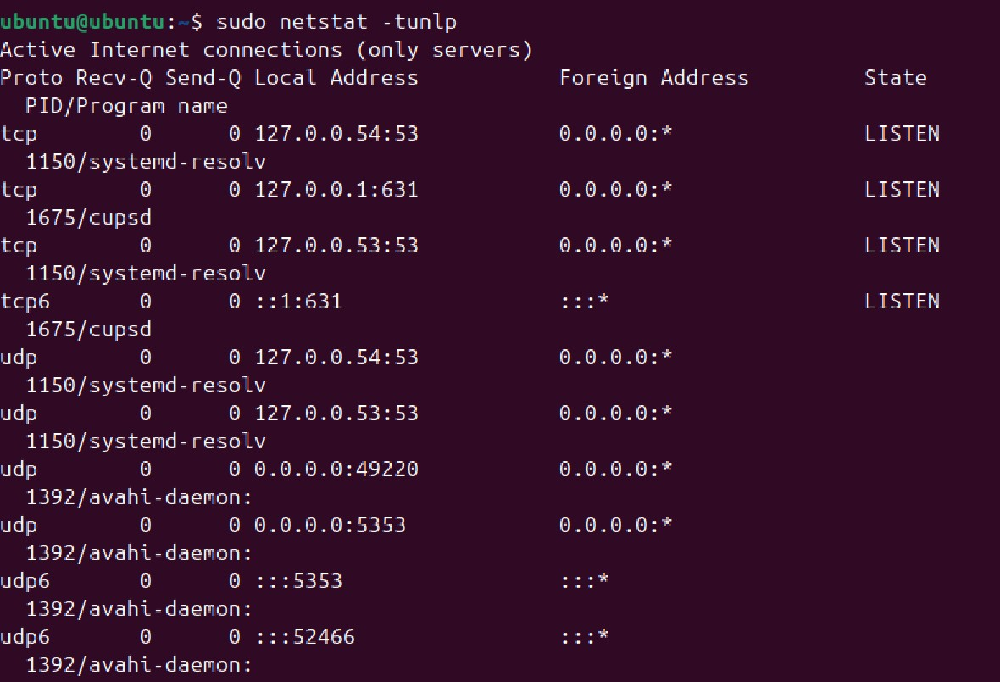 ubuntu@ubuntu:~$ sudo netstat -tunlp
Active Internet connections (only servers)
Proto Recv-Q Send-Q Local Address           Foreign Address         State
  PID/Program name
tcp        0      0 127.0.0.54:53           0.0.0.0:*               LISTEN
  1150/systemd-resolv
tcp        0      0 127.0.0.1:631           0.0.0.0:*               LISTEN
  1675/cupsd
tcp        0      0 127.0.0.53:53           0.0.0.0:*               LISTEN
  1150/systemd-resolv
tcp6       0      0 ::1:631                 :::*                    LISTEN
  1675/cupsd
udp        0      0 127.0.0.54:53           0.0.0.0:*
  1150/systemd-resolv
udp        0      0 127.0.0.53:53           0.0.0.0:*
  1150/systemd-resolv
udp        0      0 0.0.0.0:49220           0.0.0.0:*
  1392/avahi-daemon:
udp        0      0 0.0.0.0:5353            0.0.0.0:*
  1392/avahi-daemon:
udp6       0      0 :::5353                 :::*
  1392/avahi-daemon:
udp6       0      0 :::52466                :::*
  1392/avahi-daemon: